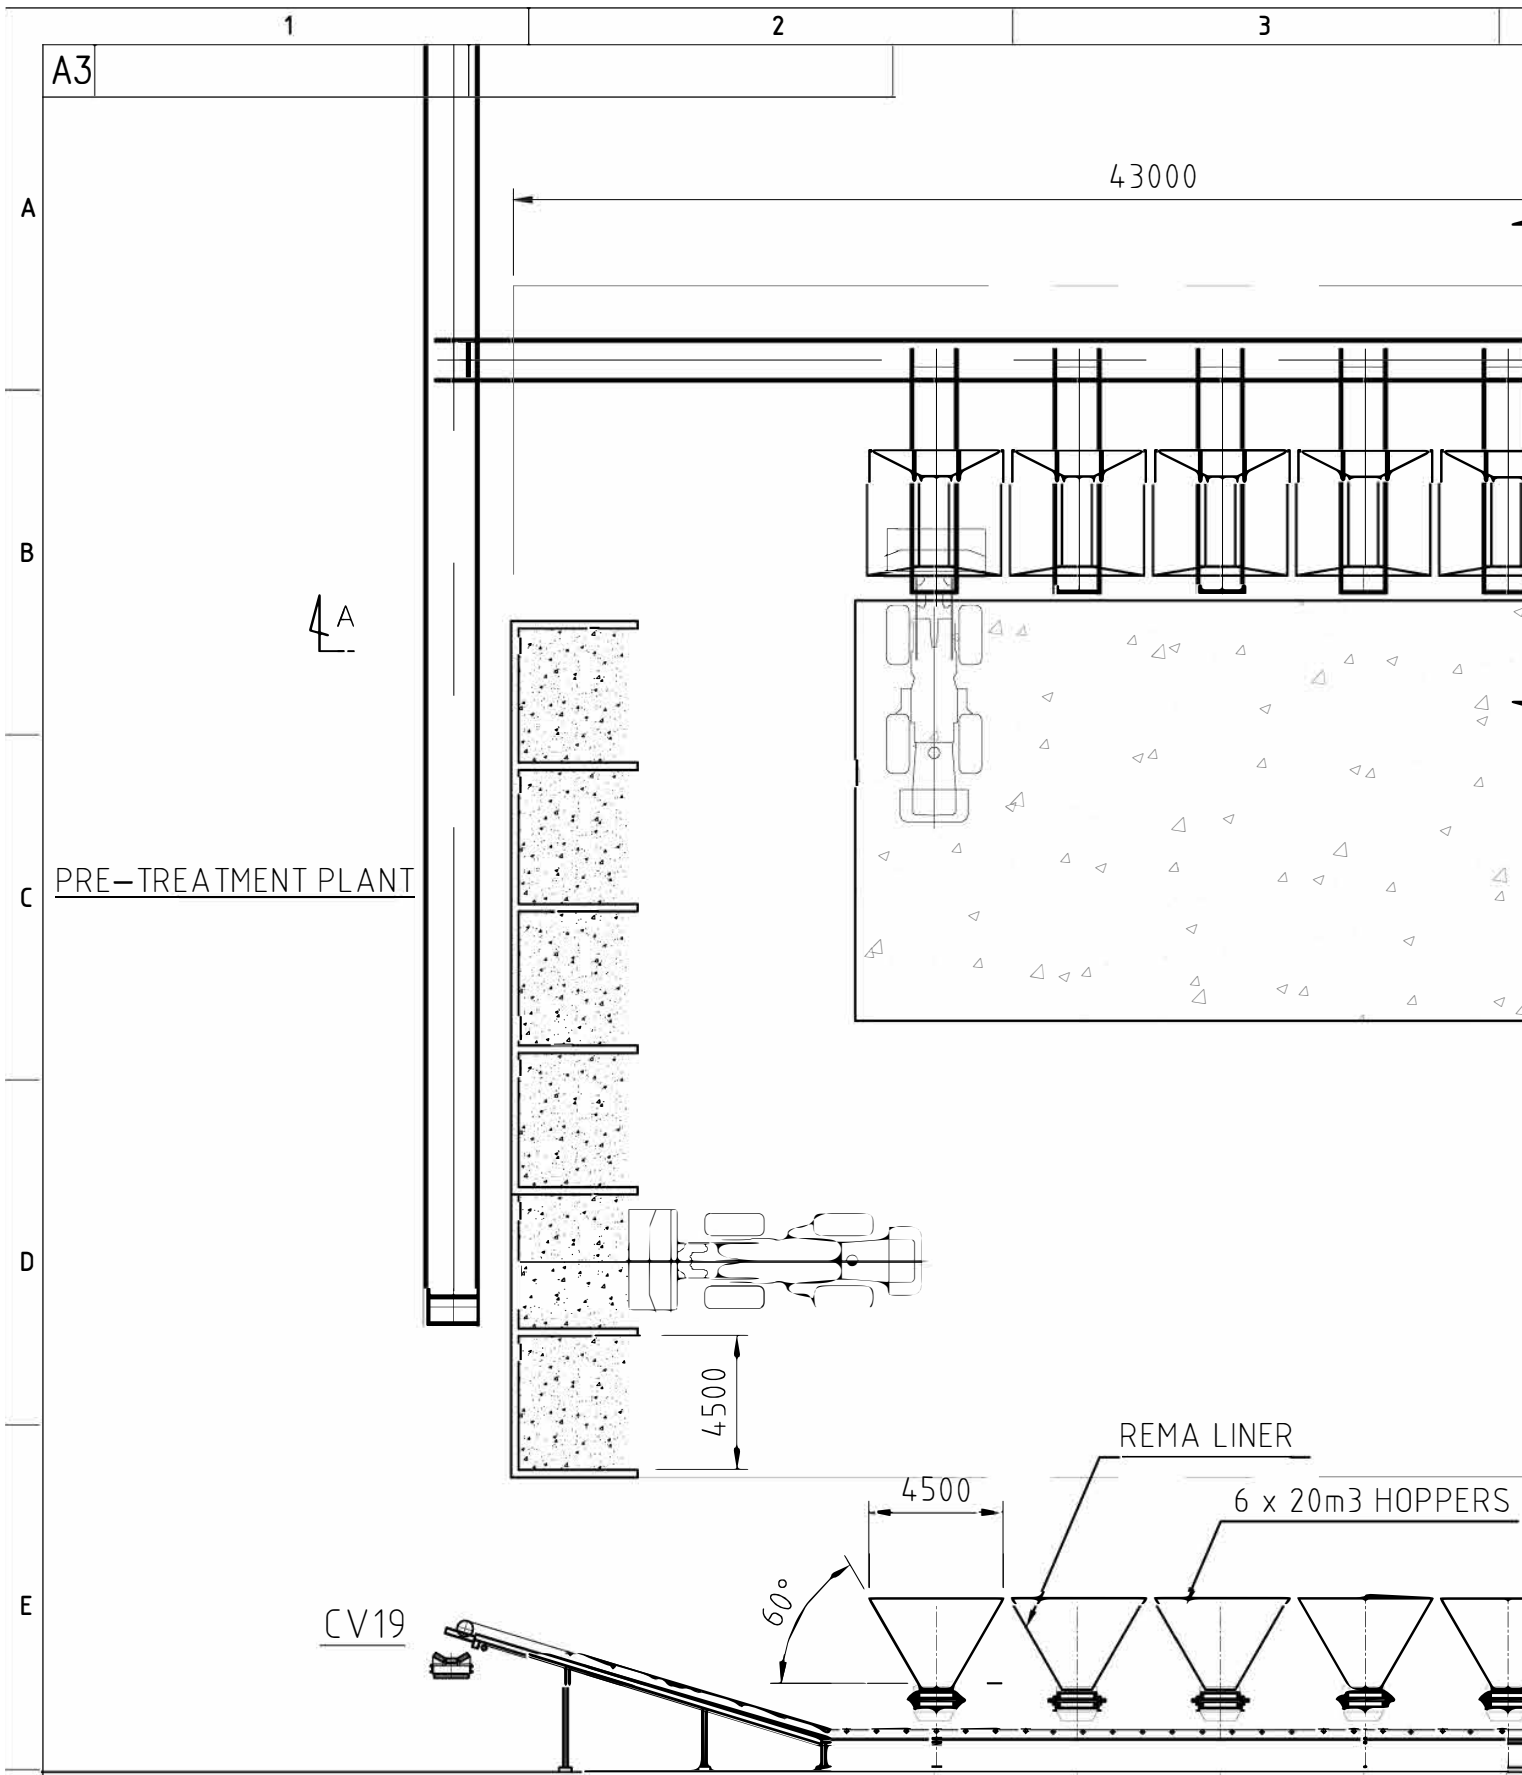 1 2 3
A3
43000
A
B
A
PRE-TREATMENT PLANT
C
D
4500
REMA LINER
4500
6 x 20m3 HOPPERS
60°
E
CV19